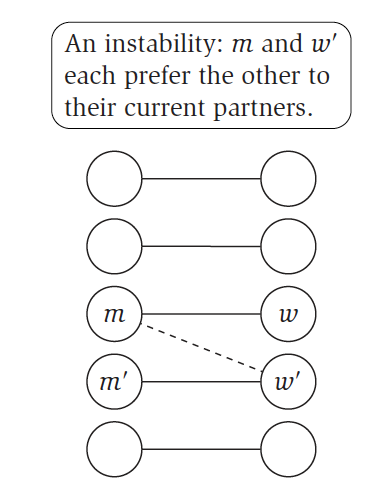 An instability: m and w′
each prefer the other to
their current partners.
m w
m′ w′